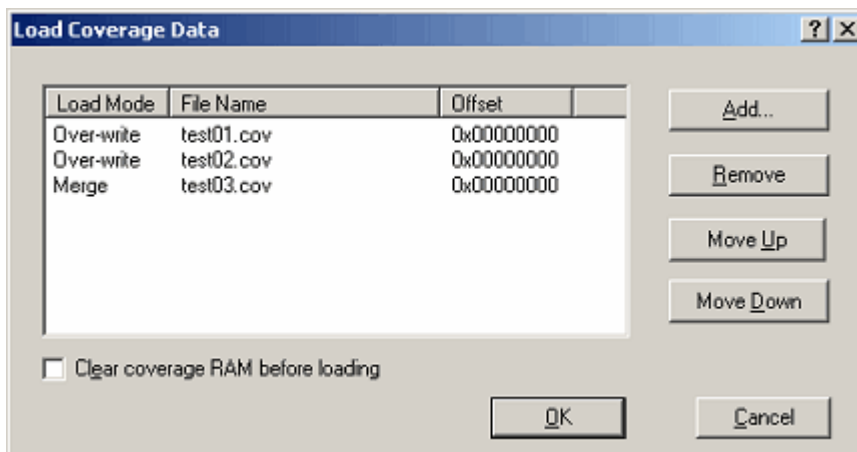 Load Coverage Data
Load Mode File Name Offset
Over-write test01.cov 0x00000000
Over-write test02.cov 0x00000000
Merge test03.cov 0x00000000
Add...
Remove
Move Up
Move Down
Clear coverage RAM before loading
OK Cancel